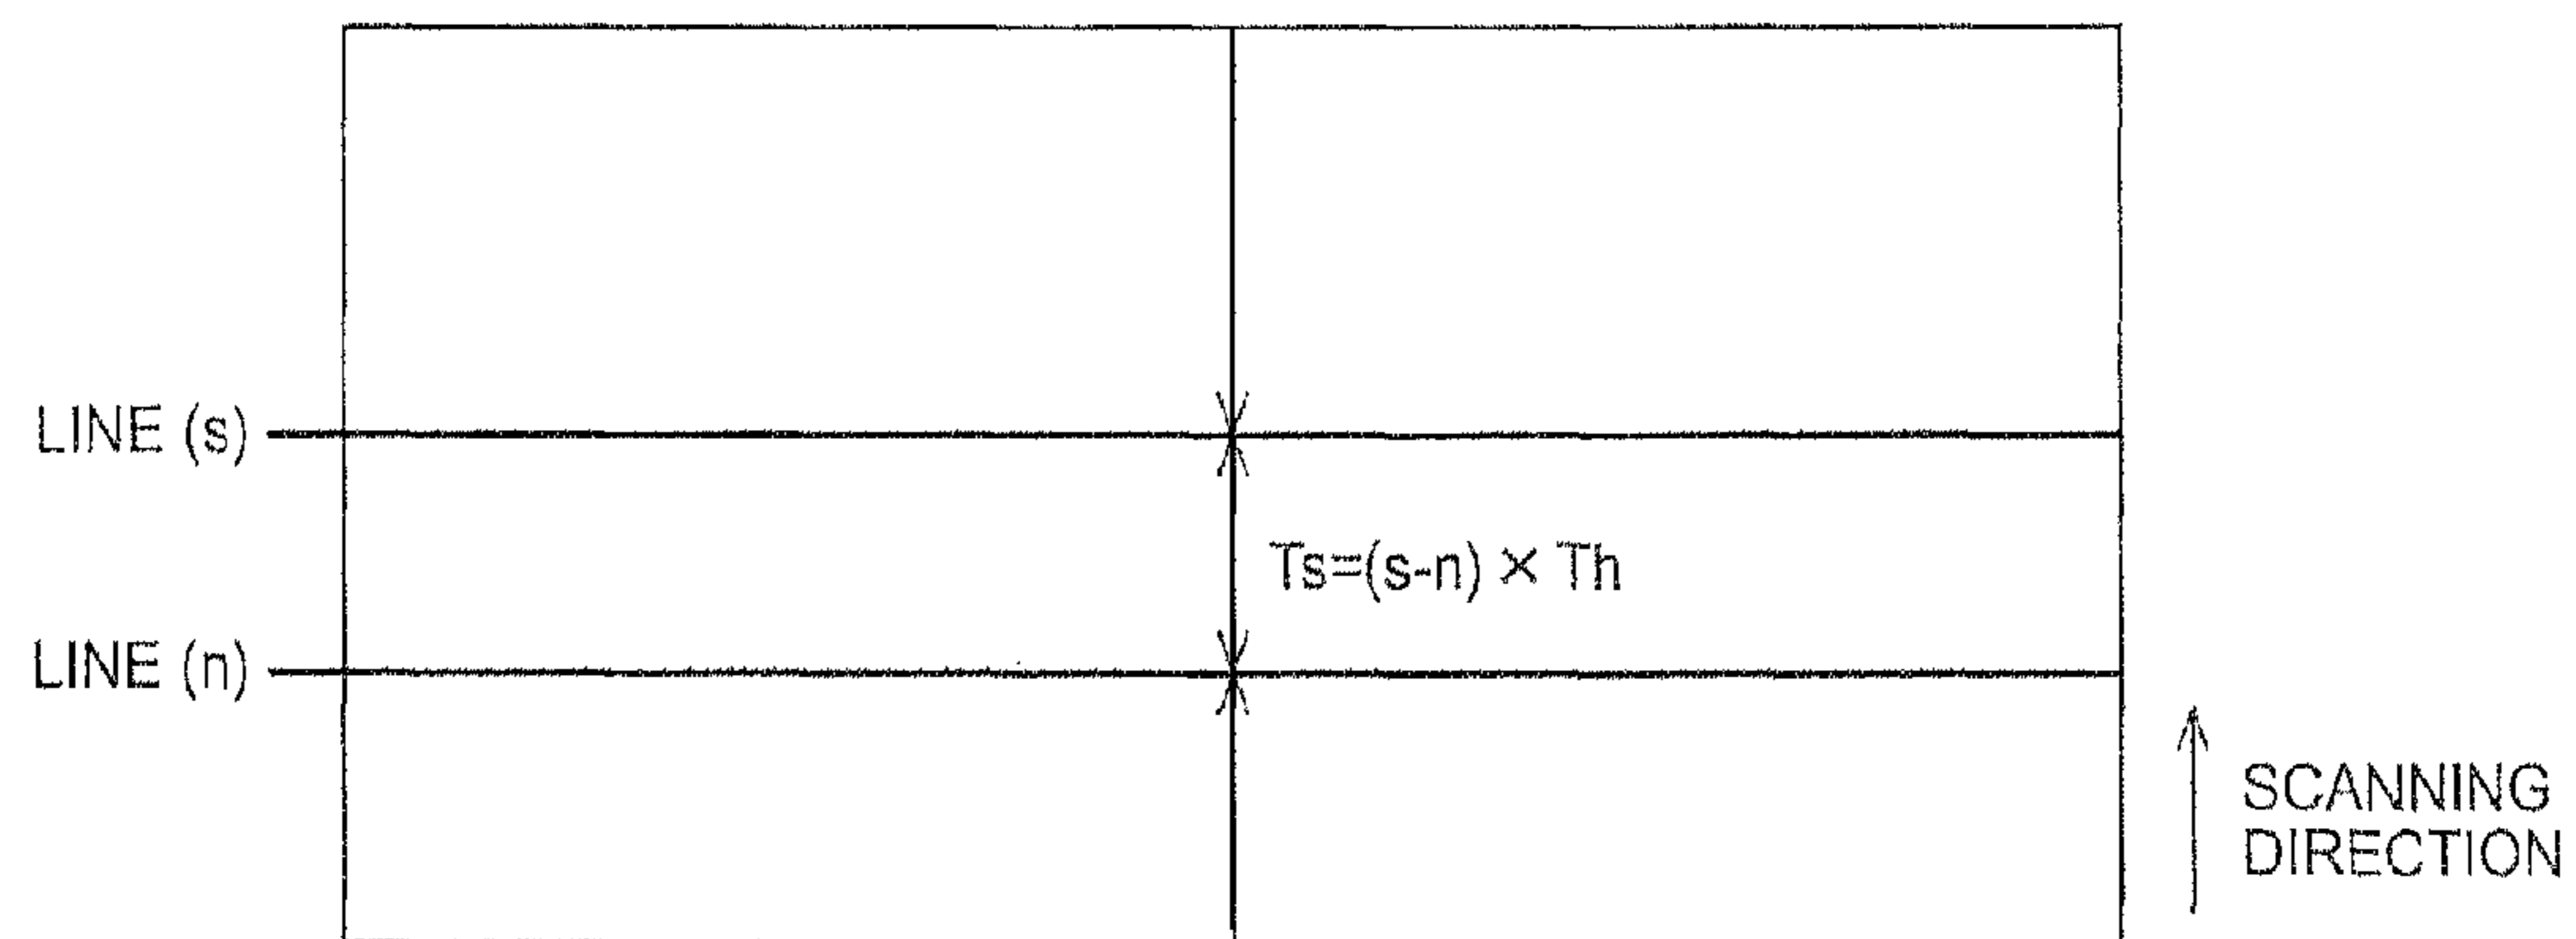 LINE (s)
Ts=(s-n) × Th
LINE (n)
SCANNING
DIRECTION